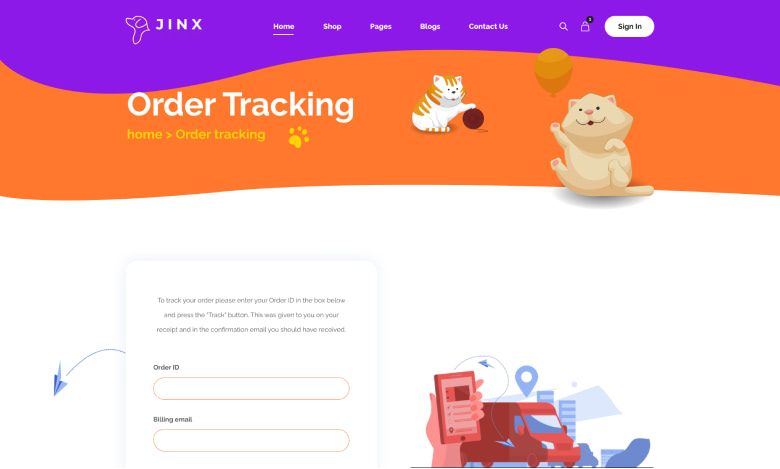 JINX
Home
Shop
Pages
Blogs
Contact Us
1
Sign In
Order Tracking
home > Order tracking
To track your order please enter your Order ID in the box below
and press the "Track" button. This was given to you on your
receipt and in the confirmation email you should have received.
Order ID
Billing email